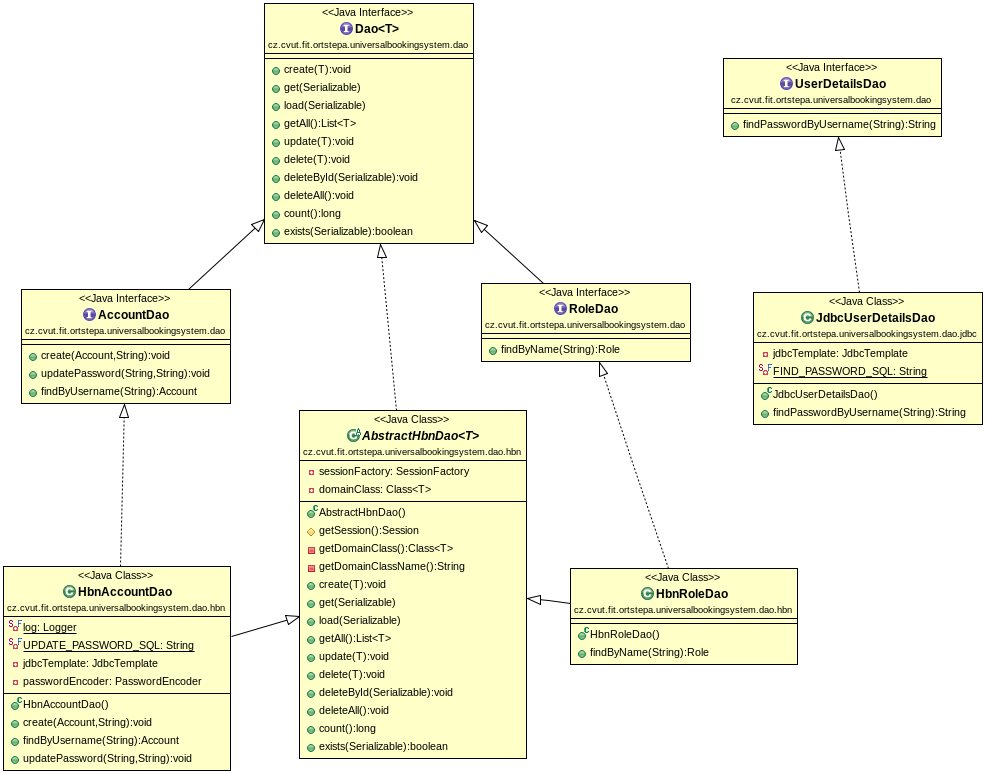 <<Java Interface>>
Dao<T>
cz.cvut.fit.ortstepa.universalbookingsystem.dao
create(T):void
get(Serializable)
load(Serializable)
getAll():List<T>
update(T):void
delete(T):void
deleteById(Serializable):void
deleteAll():void
count():long
exists(Serializable):boolean
<<Java Interface>>
UserDetailsDao
cz.cvut.fit.ortstepa.universalbookingsystem.dao
findPasswordByUsername(String):String
<<Java Interface>>
AccountDao
cz.cvut.fit.ortstepa.universalbookingsystem.dao
create(Account,String):void
updatePassword(String,String):void
findByUsername(String):Account
<<Java Interface>>
RoleDao
cz.cvut.fit.ortstepa.universalbookingsystem.dao
findByName(String):Role
<<Java Class>>
JdbcUserDetailsDao
cz.cvut.fit.ortstepa.universalbookingsystem.dao.jdbc
jdbcTemplate: JdbcTemplate
FIND_PASSWORD_SQL: String
JdbcUserDetailsDao()
findPasswordByUsername(String):String
<<Java Class>>
AbstractHbnDao<T>
cz.cvut.fit.ortstepa.universalbookingsystem.dao.hbn
sessionFactory: SessionFactory
domainClass: Class<T>
AbstractHbnDao()
getSession():Session
getDomainClass():Class<T>
getDomainClassName():String
create(T):void
get(Serializable)
load(Serializable)
getAll():List<T>
update(T):void
delete(T):void
deleteById(Serializable):void
deleteAll():void
count():long
exists(Serializable):boolean
<<Java Class>>
HbnAccountDao
cz.cvut.fit.ortstepa.universalbookingsystem.dao.hbn
log: Logger
UPDATE_PASSWORD_SQL: String
jdbcTemplate: JdbcTemplate
passwordEncoder: PasswordEncoder
HbnAccountDao()
create(Account,String):void
findByUsername(String):Account
updatePassword(String,String):void
<<Java Class>>
HbnRoleDao
cz.cvut.fit.ortstepa.universalbookingsystem.dao.hbn
HbnRoleDao()
findByName(String):Role